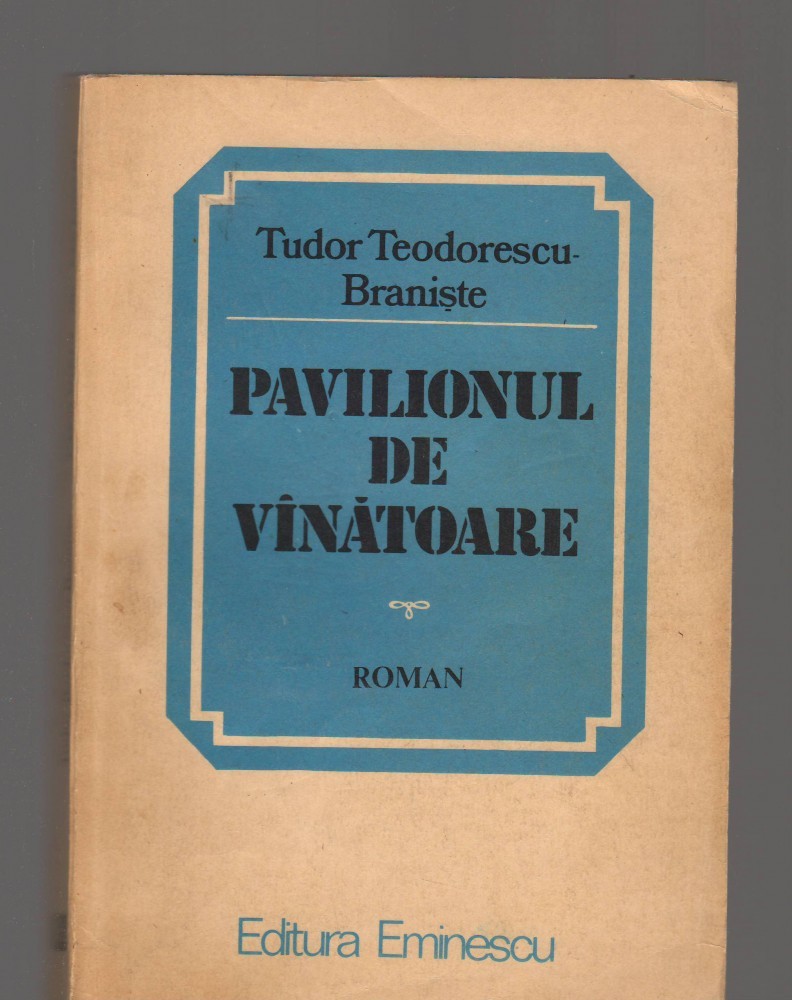 Tudor Teodorescu-
Braniște
PAVILIONUL
DE
VÎNĂTOARE
ROMAN
Editura Eminescu